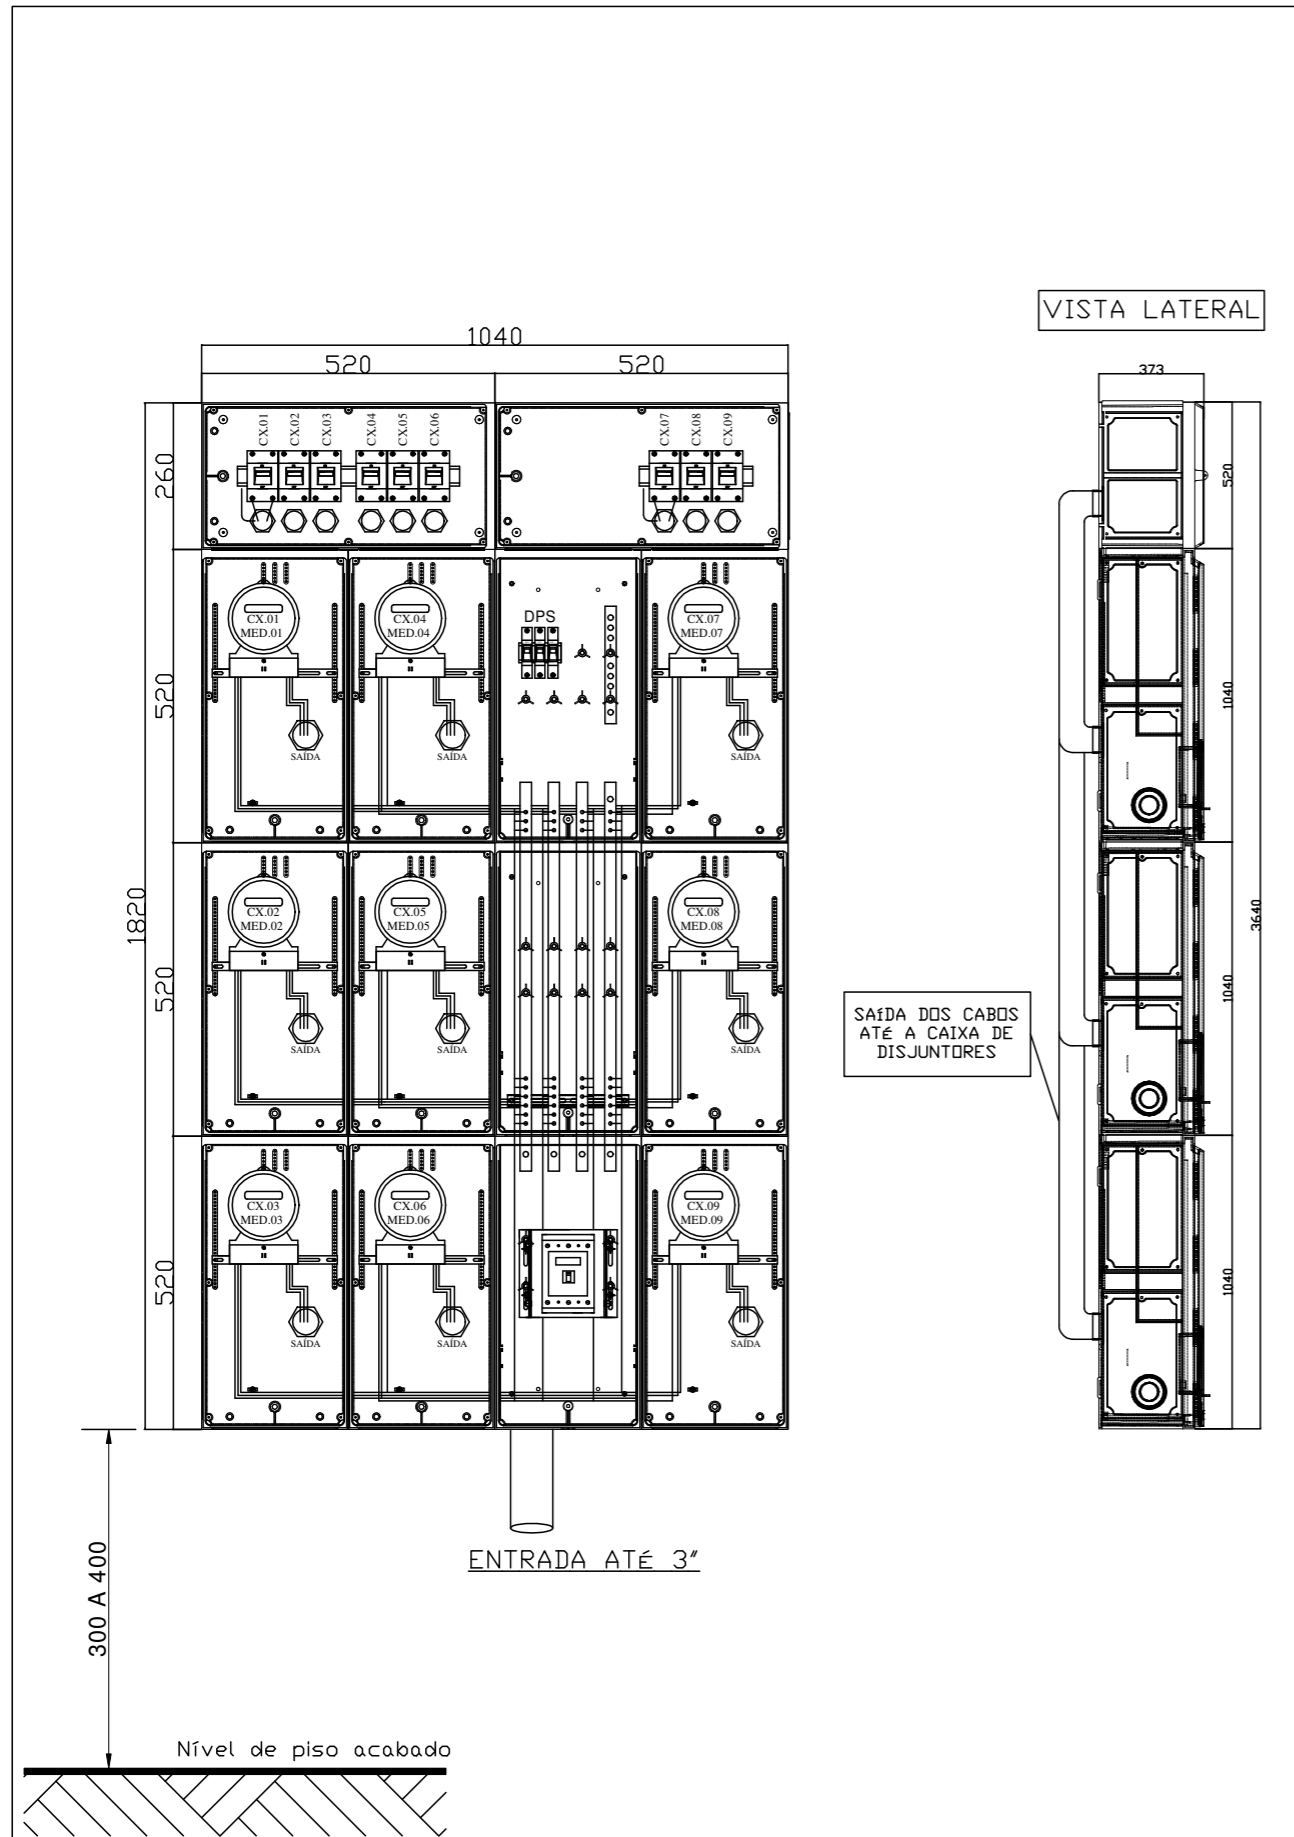 VISTA LATERAL
1040
520
520
373
CX.01
CX.02
CX.03
CX.04
CX.05
CX.06
CX.07
CX.08
CX.09
260
520
CX.01
MED.01
CX.04
MED.04
DPS
CX.07
MED.07
520
1040
SAÍDA
SAÍDA
SAÍDA
1820
CX.02
MED.02
CX.05
MED.05
CX.08
MED.08
3640
520
1040
SAÍDA
SAÍDA
SAÍDA
SAÍDA DOS CABOS
ATÉ A CAIXA DE
DISJUNTORES
CX.03
MED.03
CX.06
MED.06
CX.09
MED.09
520
1040
SAÍDA
SAÍDA
SAÍDA
ENTRADA ATÉ 3"
300 A 400
Nível de piso acabado